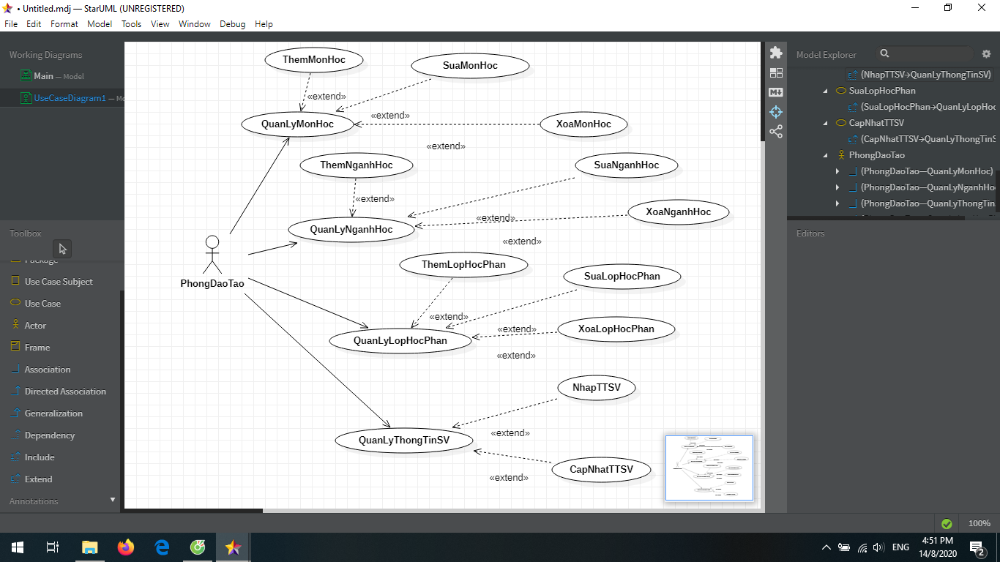 • Untitled.mdj — StarUML (UNREGISTERED)
File Edit Format Model Tools View Window Debug Help
Working Diagrams
Main — Model
UseCaseDiagram1 — Mo
Toolbox
Package
Use Case Subject
Use Case
Actor
Frame
Association
Directed Association
Generalization
Dependency
Include
Extend
Annotations
ThemMonHoc
SuaMonHoc
«extend»
«extend»
QuanLyMonHoc
XoaMonHoc
«extend»
ThemNganhHoc
SuaNganhHoc
«extend»
XoaNganhHoc
«extend»
QuanLyNganhHoc
«extend»
PhongDaoTao
ThemLopHocPhan
SuaLopHocPhan
«extend»
«extend»
XoaLopHocPhan
QuanLyLopHocPhan
«extend»
NhapTTSV
«extend»
QuanLyThongTinSV
CapNhatTTSV
«extend»
Model Explorer
(NhapTTSV→QuanLyThongTinSV)
SuaLopHocPhan
(SuaLopHocPhan→QuanLyLopHoc
CapNhatTTSV
(CapNhatTTSV→QuanLyThongTinS
PhongDaoTao
(PhongDaoTao—QuanLyMonHoc)
(PhongDaoTao—QuanLyNganhHo
(PhongDaoTao—QuanLyThongTin
Editors
100%
ENG
4:51 PM
14/8/2020
2